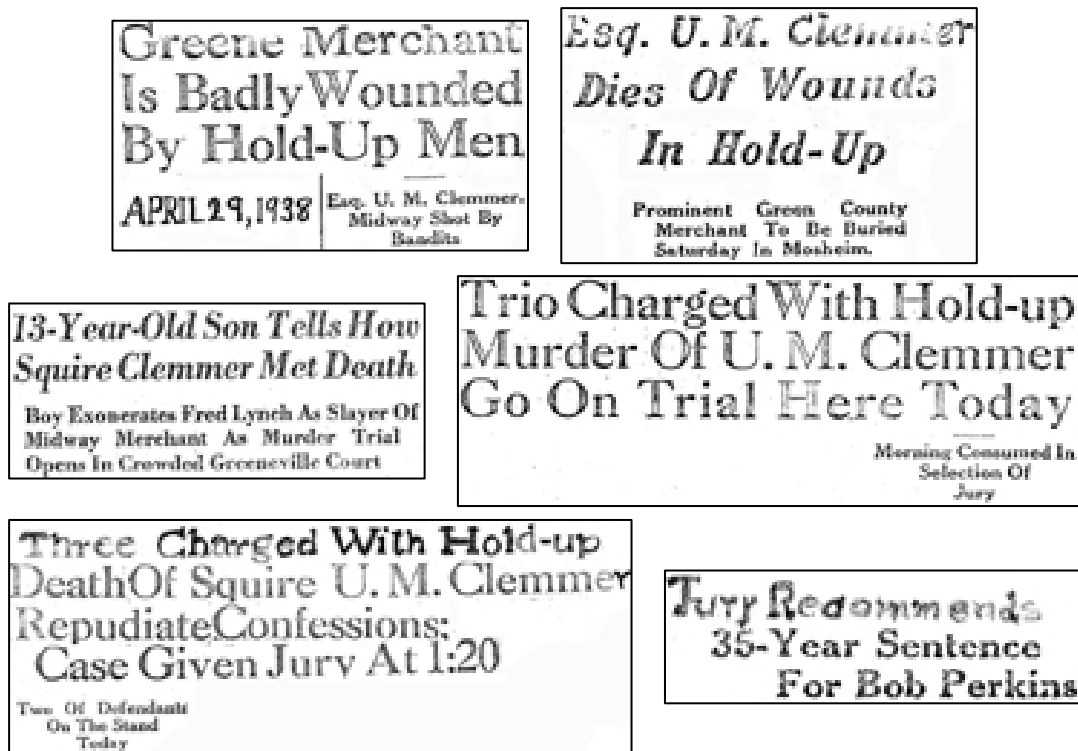 Greene Merchant
Is Badly Wounded
By Hold-Up Men
APRIL 29, 1938
Esq. U. M. Clemmer,
Midway Shot By
Bandits
Esq. U. M. Clemmer
Dies Of Wounds
In Hold-Up
Prominent Green County
Merchant To Be Buried
Saturday In Mosheim.
13-Year-Old Son Tells How
Squire Clemmer Met Death
Boy Exonerates Fred Lynch As Slayer Of
Midway Merchant As Murder Trial
Opens In Crowded Greeneville Court
Trio Charged With Hold-up
Murder Of U. M. Clemmer
Go On Trial Here Today
Morning Consumed In
Selection Of
Jury
Three Charged With Hold-up
Death Of Squire U. M. Clemmer
Repudiate Confessions;
Case Given Jury At 1:20
Two Of Defendants
On The Stand
Today
Jury Recommends
35-Year Sentence
For Bob Perkins